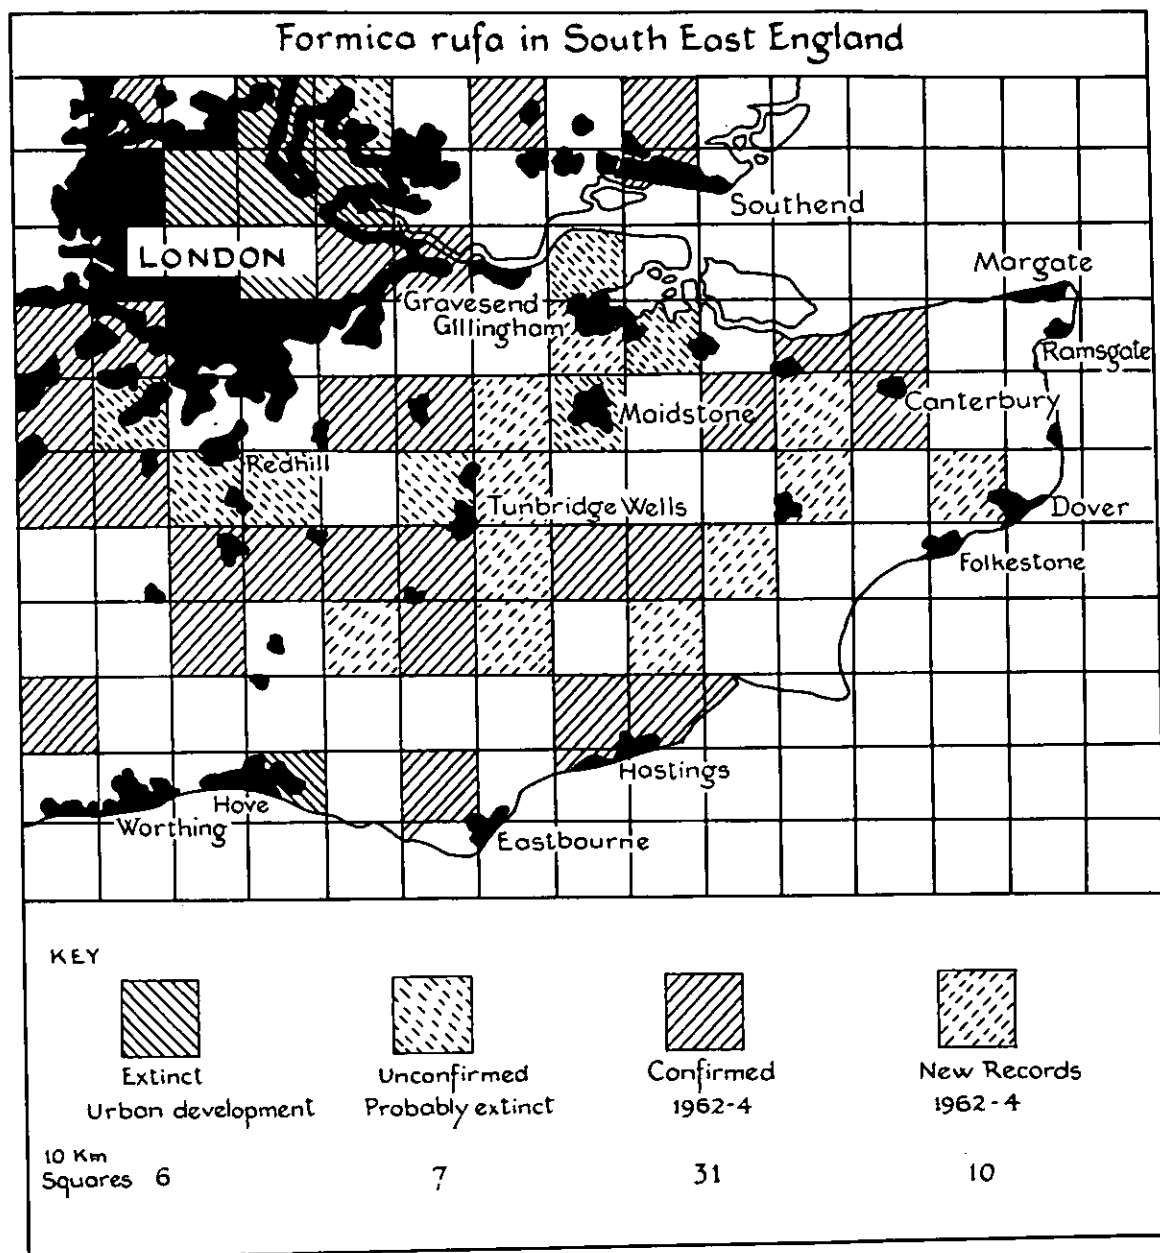 Formica rufa in South East England
Southend
LONDON
Margate
Gravesend
Gillingham
Ramsgate
Maidstone
Canterbury
Redhill
Tunbridge Wells
Dover
Folkestone
Hastings
Hove
Worthing
Eastbourne
KEY
Extinct
Urban development
Unconfirmed
Probably extinct
Confirmed
1962-4
New Records
1962-4
10 Km
Squares 6 7 31 10